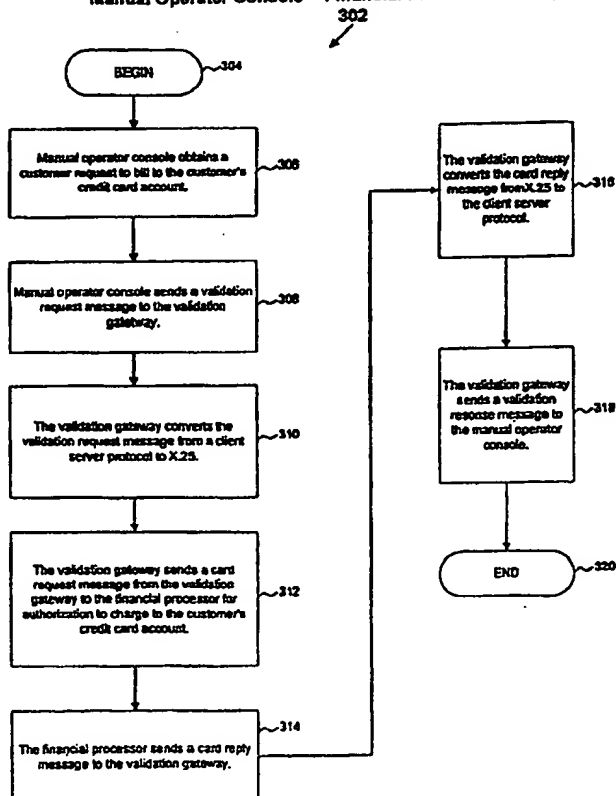 Manual Operator Console
302
BEGIN
304
Manual operator console obtains a
customer request to bill to the customer's
credit card account.
306
Manual operator console sends a validation
request message to the validation
gateway.
308
The validation gateway converts the
validation request message from a client
server protocol to X.25.
310
The validation gateway sends a card
request message from the validation
gateway to the financial processor for
authorization to charge to the customer's
credit card account.
312
The financial processor sends a card reply
message to the validation gateway.
314
The validation gateway
converts the card reply
message from X.25 to
the client server
protocol.
316
The validation gateway
sends a validation
resonse message to
the manual operator
console.
318
END
320